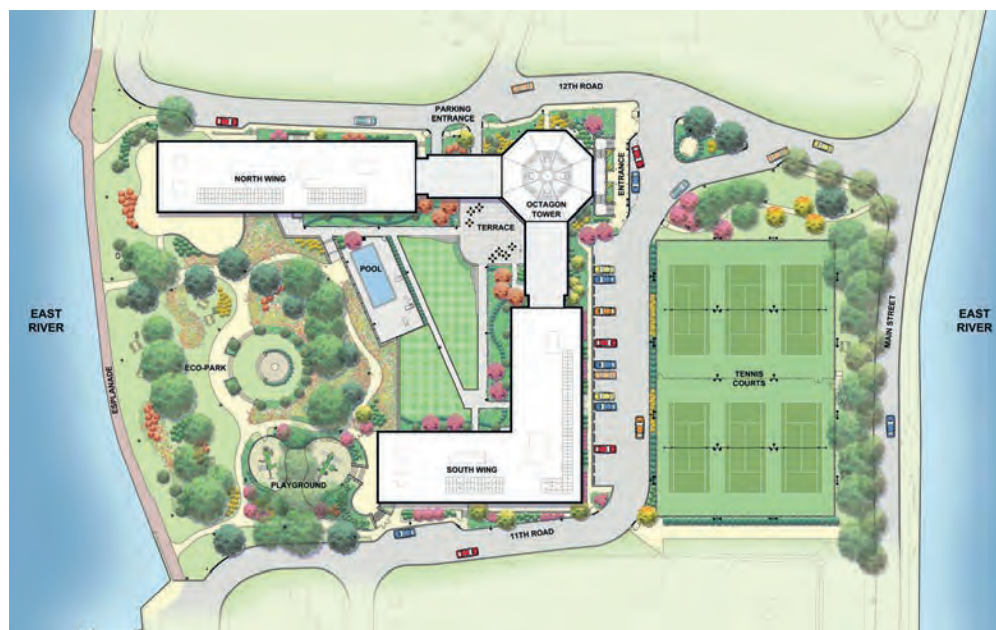 12TH ROAD
PARKING
ENTRANCE
NORTH WING
ENTRANCE
OCTAGON
TOWER
TERRACE
POOL
EAST
RIVER
EAST
RIVER
MAIN STREET
ESPLANADE
ECO-PARK
TENNIS
COURTS
SOUTH WING
PLAYGROUND
11TH ROAD